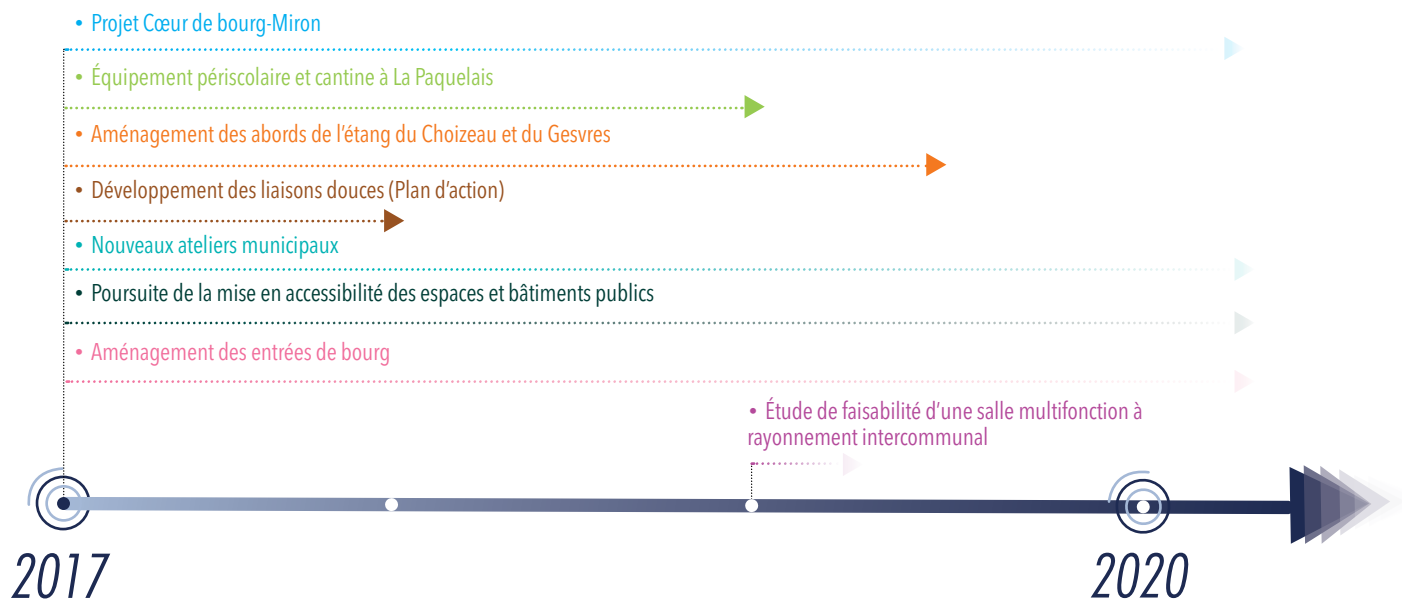 • Projet Cœur de bourg-Miron
• Équipement périscolaire et cantine à La Paquelais
• Aménagement des abords de l'étang du Choizeau et du Gesvres
• Développement des liaisons douces (Plan d'action)
• Nouveaux ateliers municipaux
• Poursuite de la mise en accessibilité des espaces et bâtiments publics
• Aménagement des entrées de bourg
• Étude de faisabilité d'une salle multifonction à
rayonnement intercommunal
2017
2020